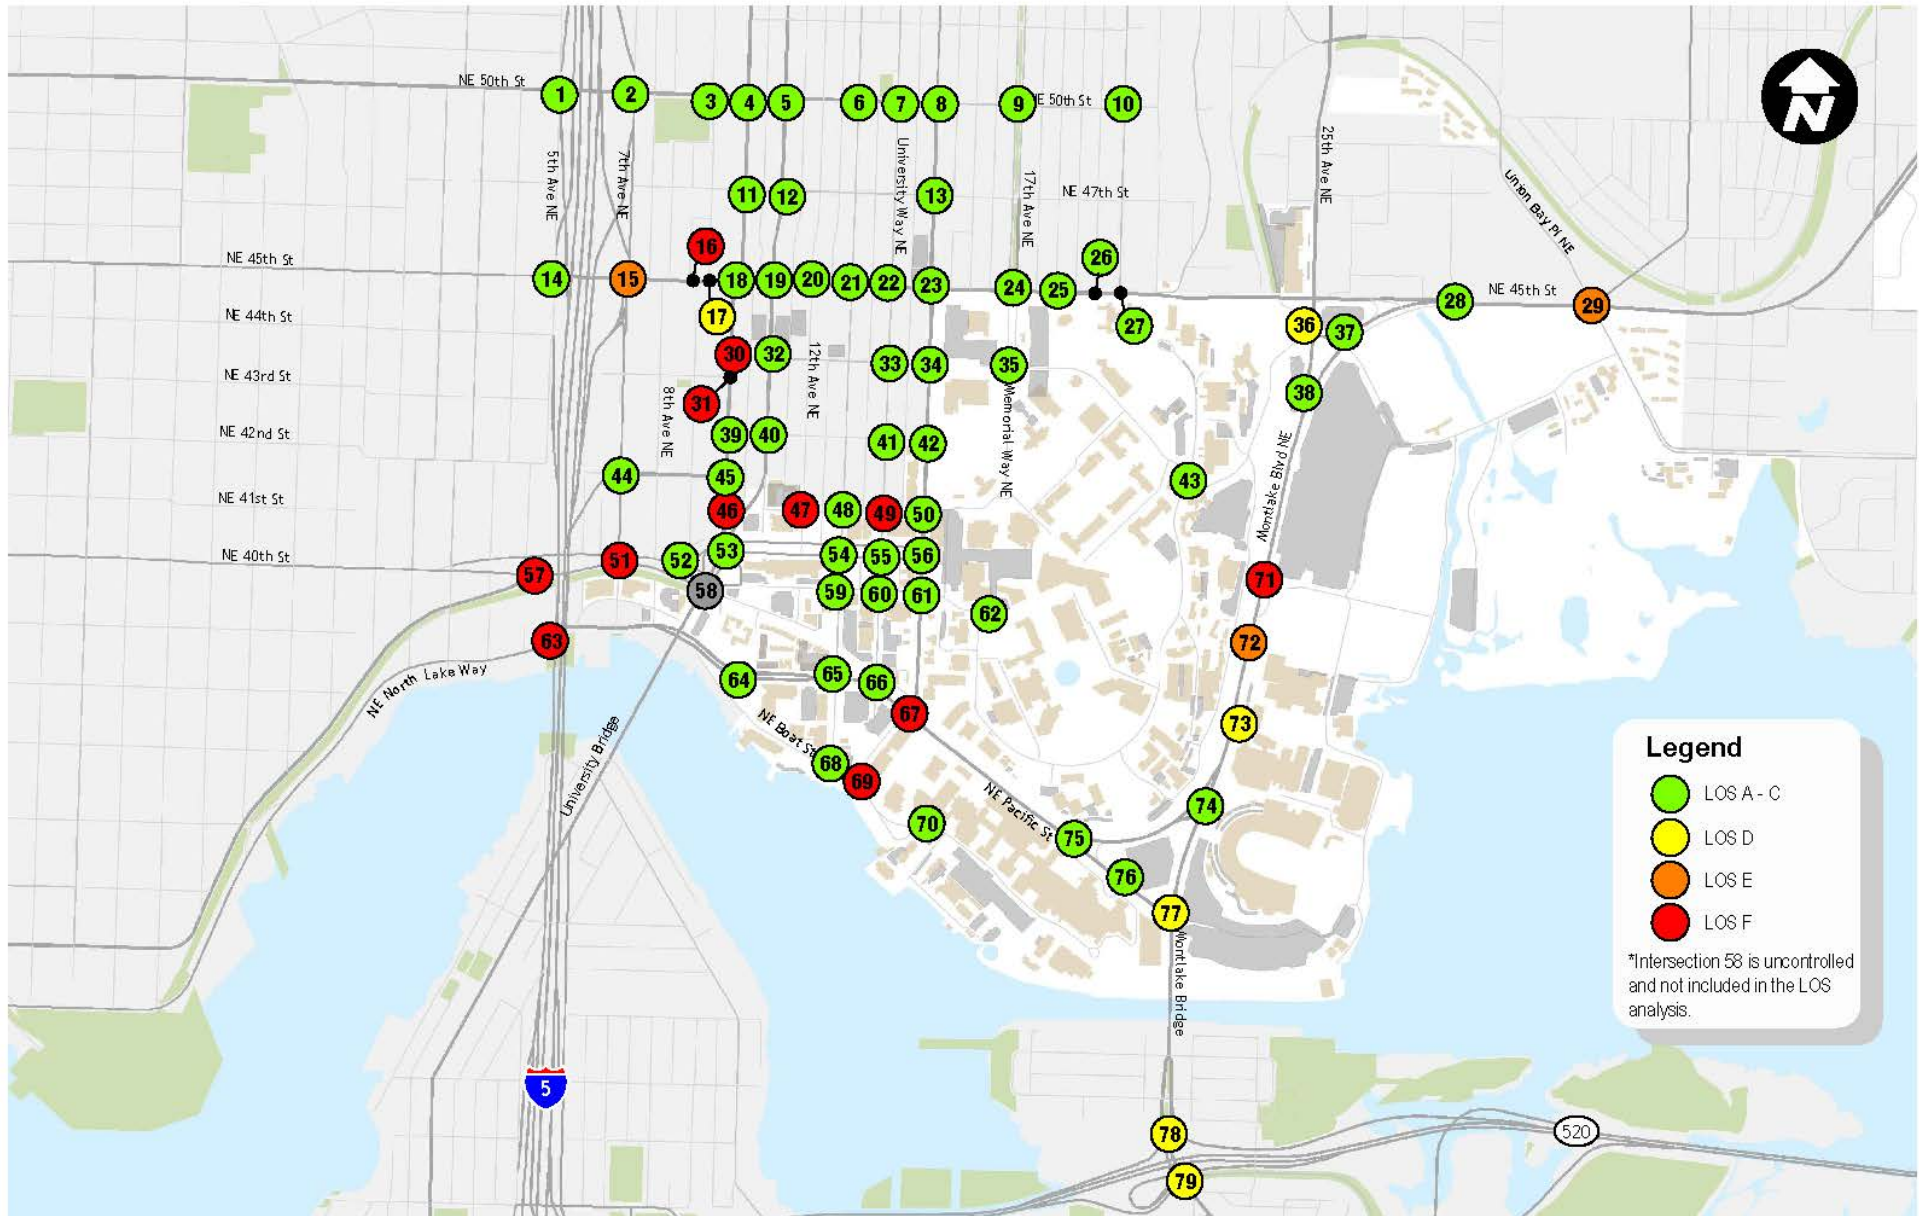 NE 50th St
1
2
3
4
5
6
7
8
9
E 50th St
10
5th Ave NE
7th Ave NE
University Way NE
17th Ave NE
NE 47th St
25th Ave NE
Union Bay Pl NE
11
12
13
16
26
NE 45th St
14
15
18
19
20
21
22
23
24
25
28
NE 45th St
29
17
27
36
37
NE 44th St
30
32
12th Ave NE
33
34
35
NE 43rd St
31
8th Ave NE
38
Memorial Way NE
NE 42nd St
39
40
41
42
Montlake Blvd NE
44
45
43
NE 41st St
46
47
48
49
50
NE 40th St
51
52
53
54
55
56
57
58
59
60
61
62
71
63
72
NE North Lake Way
64
65
66
67
73
University Bridge
NE Boat St
68
69
70
NE Pacific St
74
75
76
77
Montlake Bridge
78
79
5
520
N
Legend
LOS A - C
LOS D
LOS E
LOS F
*Intersection 58 is uncontrolled
and not included in the LOS
analysis.